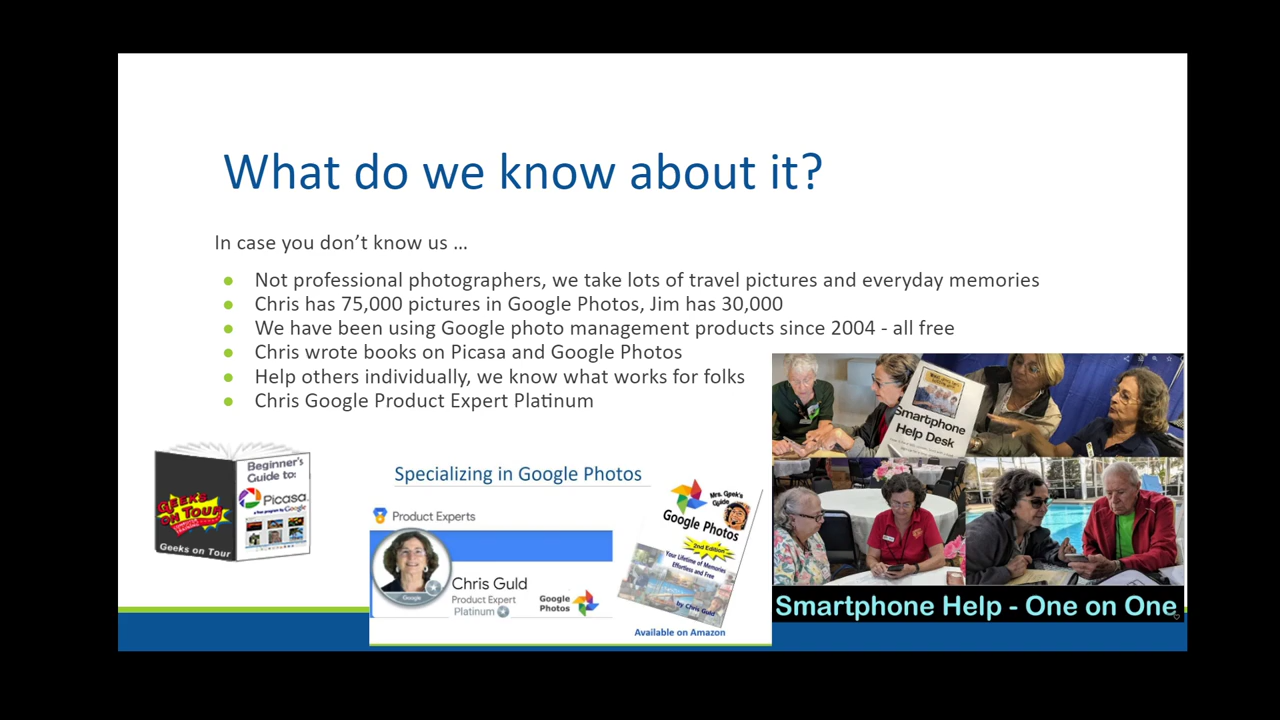 What do we know about it?
In case you don’t know us …
Not professional photographers, we take lots of travel pictures and everyday memories
Chris has 75,000 pictures in Google Photos, Jim has 30,000
We have been using Google photo management products since 2004 - all free
Chris wrote books on Picasa and Google Photos
Help others individually, we know what works for folks
Chris Google Product Expert Platinum
Smartphone
Help Desk
Beginner's
Guide to:
Picasa
by Google
GEEKS
ON TOUR
Geeks on Tour
Specializing in Google Photos
Product Experts
Google
Chris Guld
Product Expert
Platinum
Google
Photos
Mrs. Geek's
Guide
Google Photos
2nd Edition
Your Lifetime of Memories
Effortless and Free
by Chris Guld
Available on Amazon
Smartphone Help - One on One